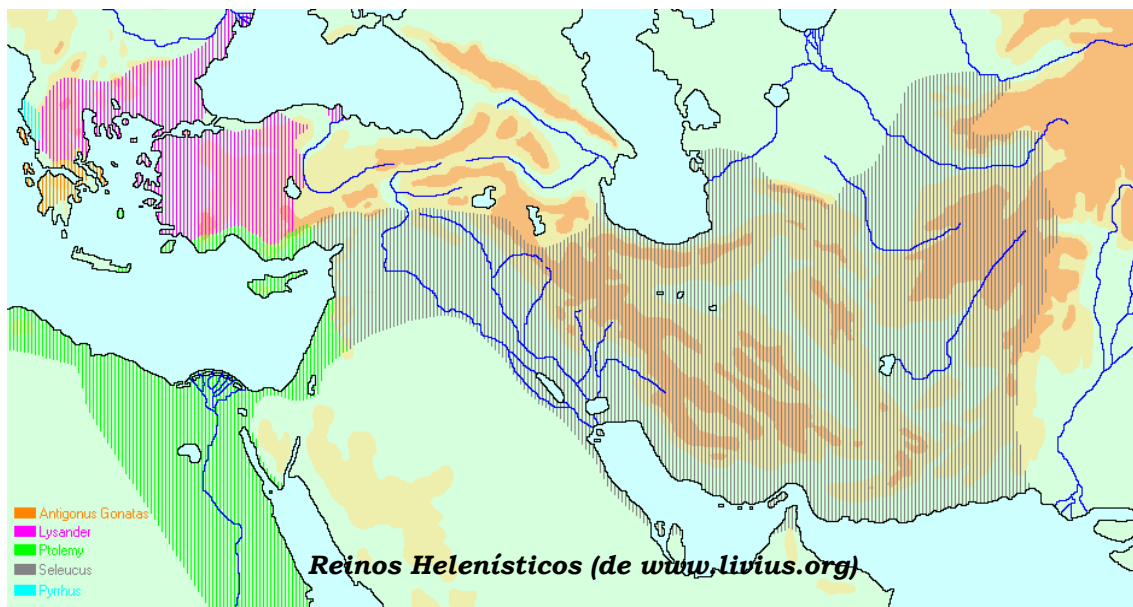 Antigonus Gonatas
Lysander
Ptolemy
Seleucus
Pyrrhus
Reinos Helenísticos (de www.livius.org)